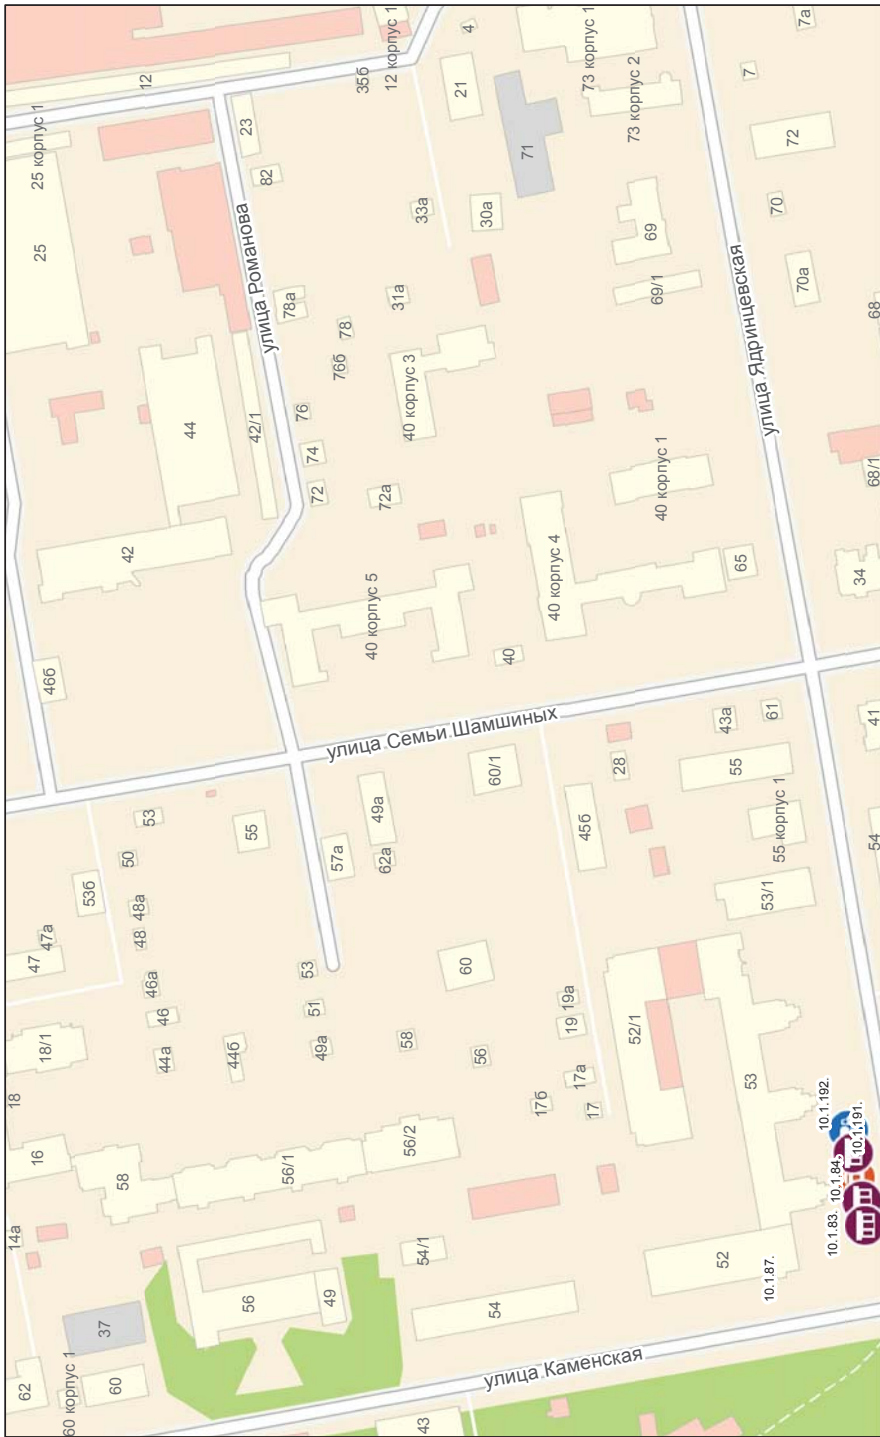 12
25 корпус 1
25
35б
12 корпус 1
4
21
73 корпус 1
73 корпус 2
7
7а
23
82
71
72
улица Романова
33а
30а
69
70
69/1
70а
улица Ядринцевская
78а
31а
78
76б
40 корпус 3
68
44
42/1
76
74
72
72а
40 корпус 1
68/1
42
40 корпус 5
40 корпус 4
65
34
46б
40
улица Семьи Шамшиных
43а
61
41
60/1
28
55
53
55
57а
49а
62а
45б
55 корпус 1
54
50
53б
48а
53/1
47
47а
48
46а
53
60
46
51
19а
19
52/1
18/1
44а
44б
49а
58
56
17а
53
18
17б
17
16
58
56/1
56/2
10.1.192.
10.1.191.
10.1.84.
10.1.83.
14а
54/1
52
10.1.87.
56
49
54
37
62
60 корпус 1
60
43
улица Каменская